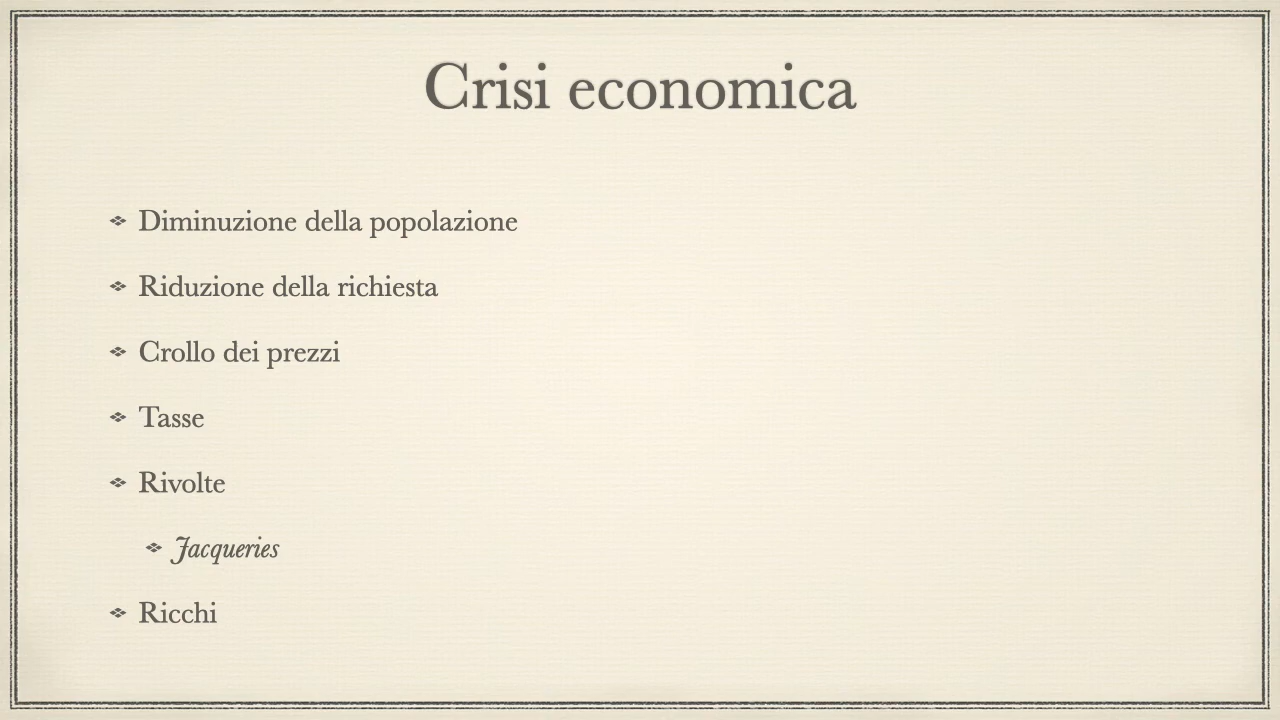 Crisi economica
Diminuzione della popolazione
Riduzione della richiesta
Crollo dei prezzi
Tasse
Rivolte
Jacqueries
Ricchi